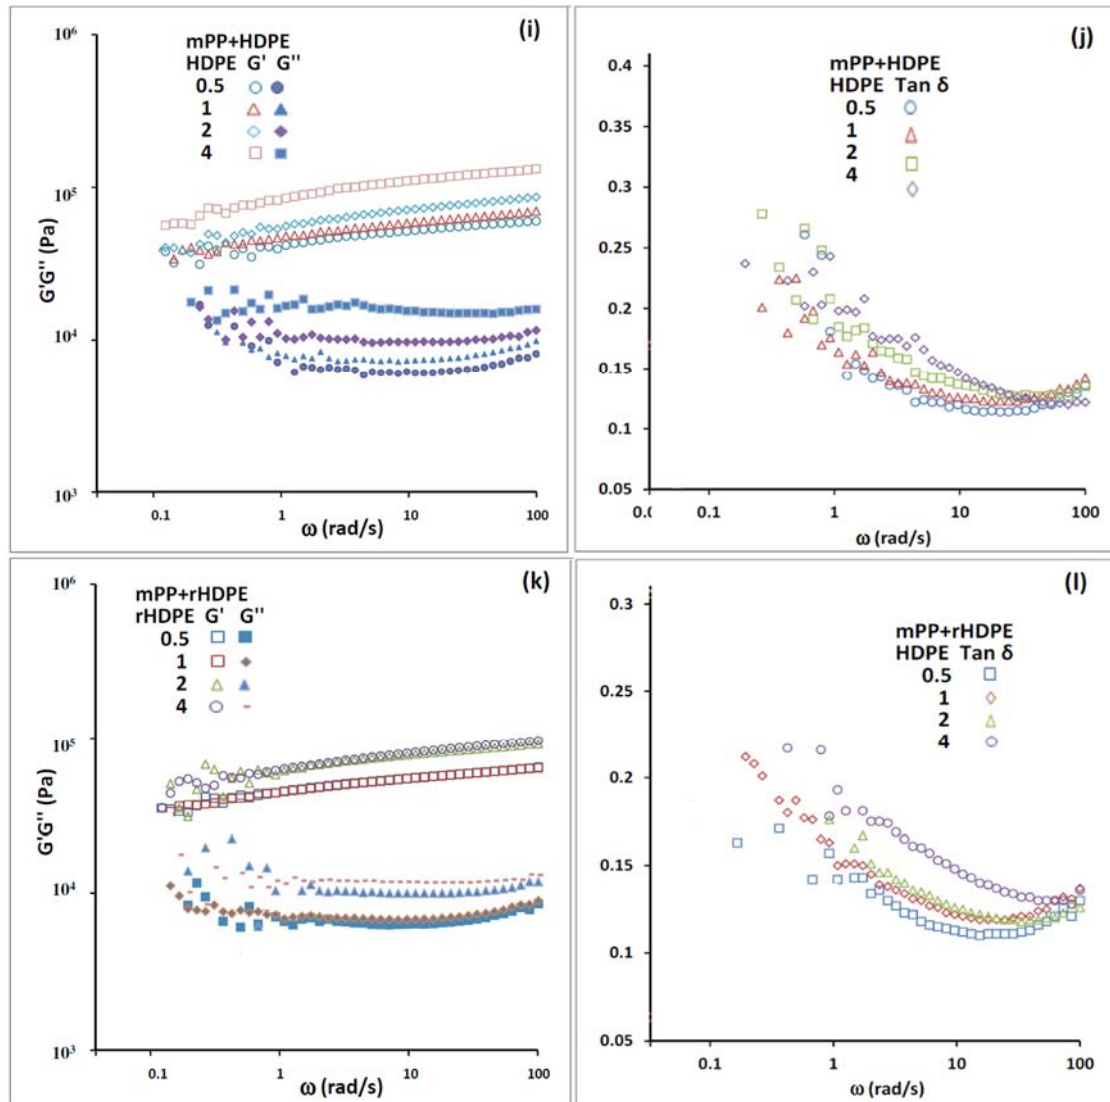 (i)
mPP+HDPE
HDPE G' G''
0.5
1
2
4
10⁶
10⁵
10⁴
10³
G'G'' (Pa)
0.1 1 10 100
ω (rad/s)
(j)
mPP+HDPE
HDPE Tan δ
0.5
1
2
4
0.4
0.35
0.3
0.25
0.2
0.15
0.1
0.05
0.1 1 10 100
ω (rad/s)
(k)
mPP+rHDPE
rHDPE G' G''
0.5
1
2
4
10⁶
10⁵
10⁴
10³
G'G'' (Pa)
0.1 1 10 100
ω (rad/s)
(l)
mPP+rHDPE
HDPE Tan δ
0.5
1
2
4
0.3
0.25
0.2
0.15
0.1
0.05
0.1 1 10 100
ω (rad/s)